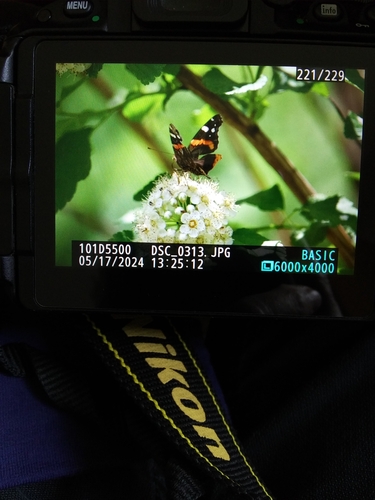 MENU
info
221/229
101D5500 DSC_0313.JPG BASIC
05/17/2024 13:25:12 6000x4000
Nikon